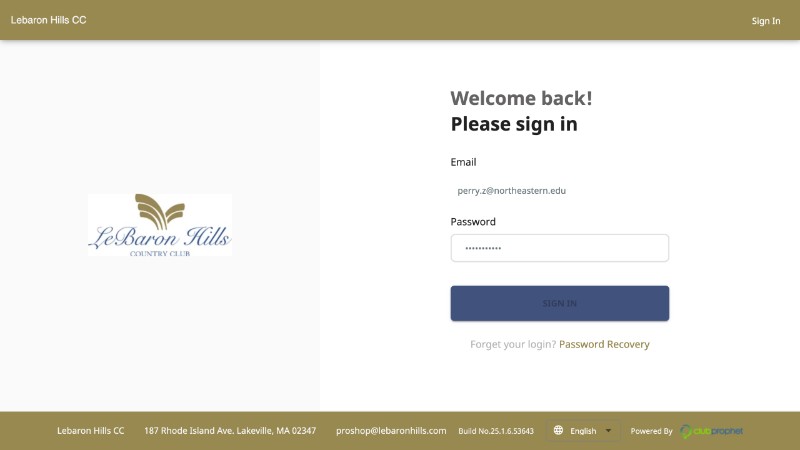 Lebaron Hills CC
Sign In
Welcome back!
Please sign in
Email
perry.z@northeastern.edu
Password
LeBaron Hills
COUNTRY CLUB
SIGN IN
Forget your login? Password Recovery
Lebaron Hills CC 187 Rhode Island Ave. Lakeville, MA 02347 proshop@lebaronhills.com Build No.25.1.6.53643 English Powered By clubprophet